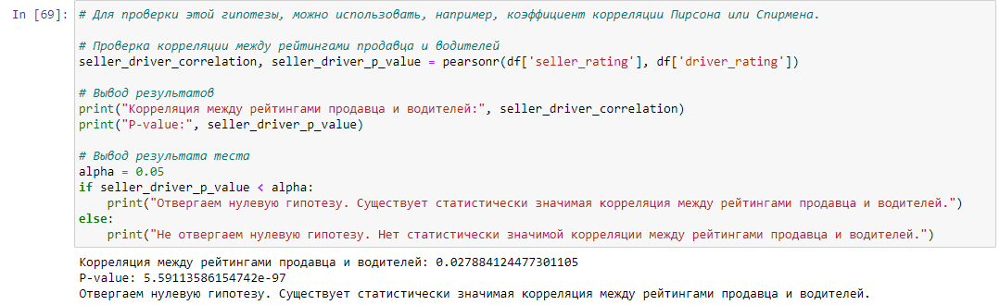 In [69]: # Для проверки этой гипотезы, можно использовать, например, коэффициент корреляции Пирсона или Спирмена.
# Проверка корреляции между рейтингами продавца и водителей
seller_driver_correlation, seller_driver_p_value = pearsonr(df['seller_rating'], df['driver_rating'])
# Вывод результатов
print("Корреляция между рейтингами продавца и водителей:", seller_driver_correlation)
print("P-value:", seller_driver_p_value)
# Вывод результата теста
alpha = 0.05
if seller_driver_p_value < alpha:
    print("Отвергаем нулевую гипотезу. Существует статистически значимая корреляция между рейтингами продавца и водителей.")
else:
    print("Не отвергаем нулевую гипотезу. Нет статистически значимой корреляции между рейтингами продавца и водителей.")
Корреляция между рейтингами продавца и водителей: 0.027884124477301105
P-value: 5.59113586154742e-97
Отвергаем нулевую гипотезу. Существует статистически значимая корреляция между рейтингами продавца и водителей.